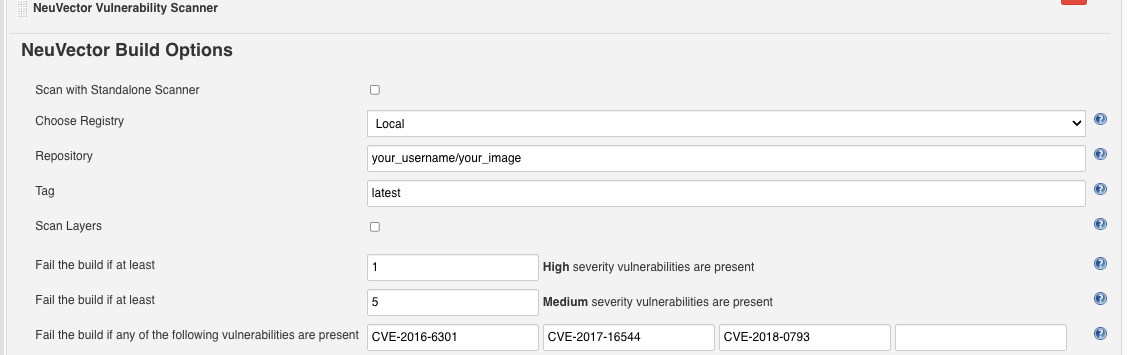 NeuVector Vulnerability Scanner
NeuVector Build Options
Scan with Standalone Scanner
Choose Registry Local
Repository your_username/your_image
Tag latest
Scan Layers
Fail the build if at least 1 High severity vulnerabilities are present
Fail the build if at least 5 Medium severity vulnerabilities are present
Fail the build if any of the following vulnerabilities are present CVE-2016-6301 CVE-2017-16544 CVE-2018-0793